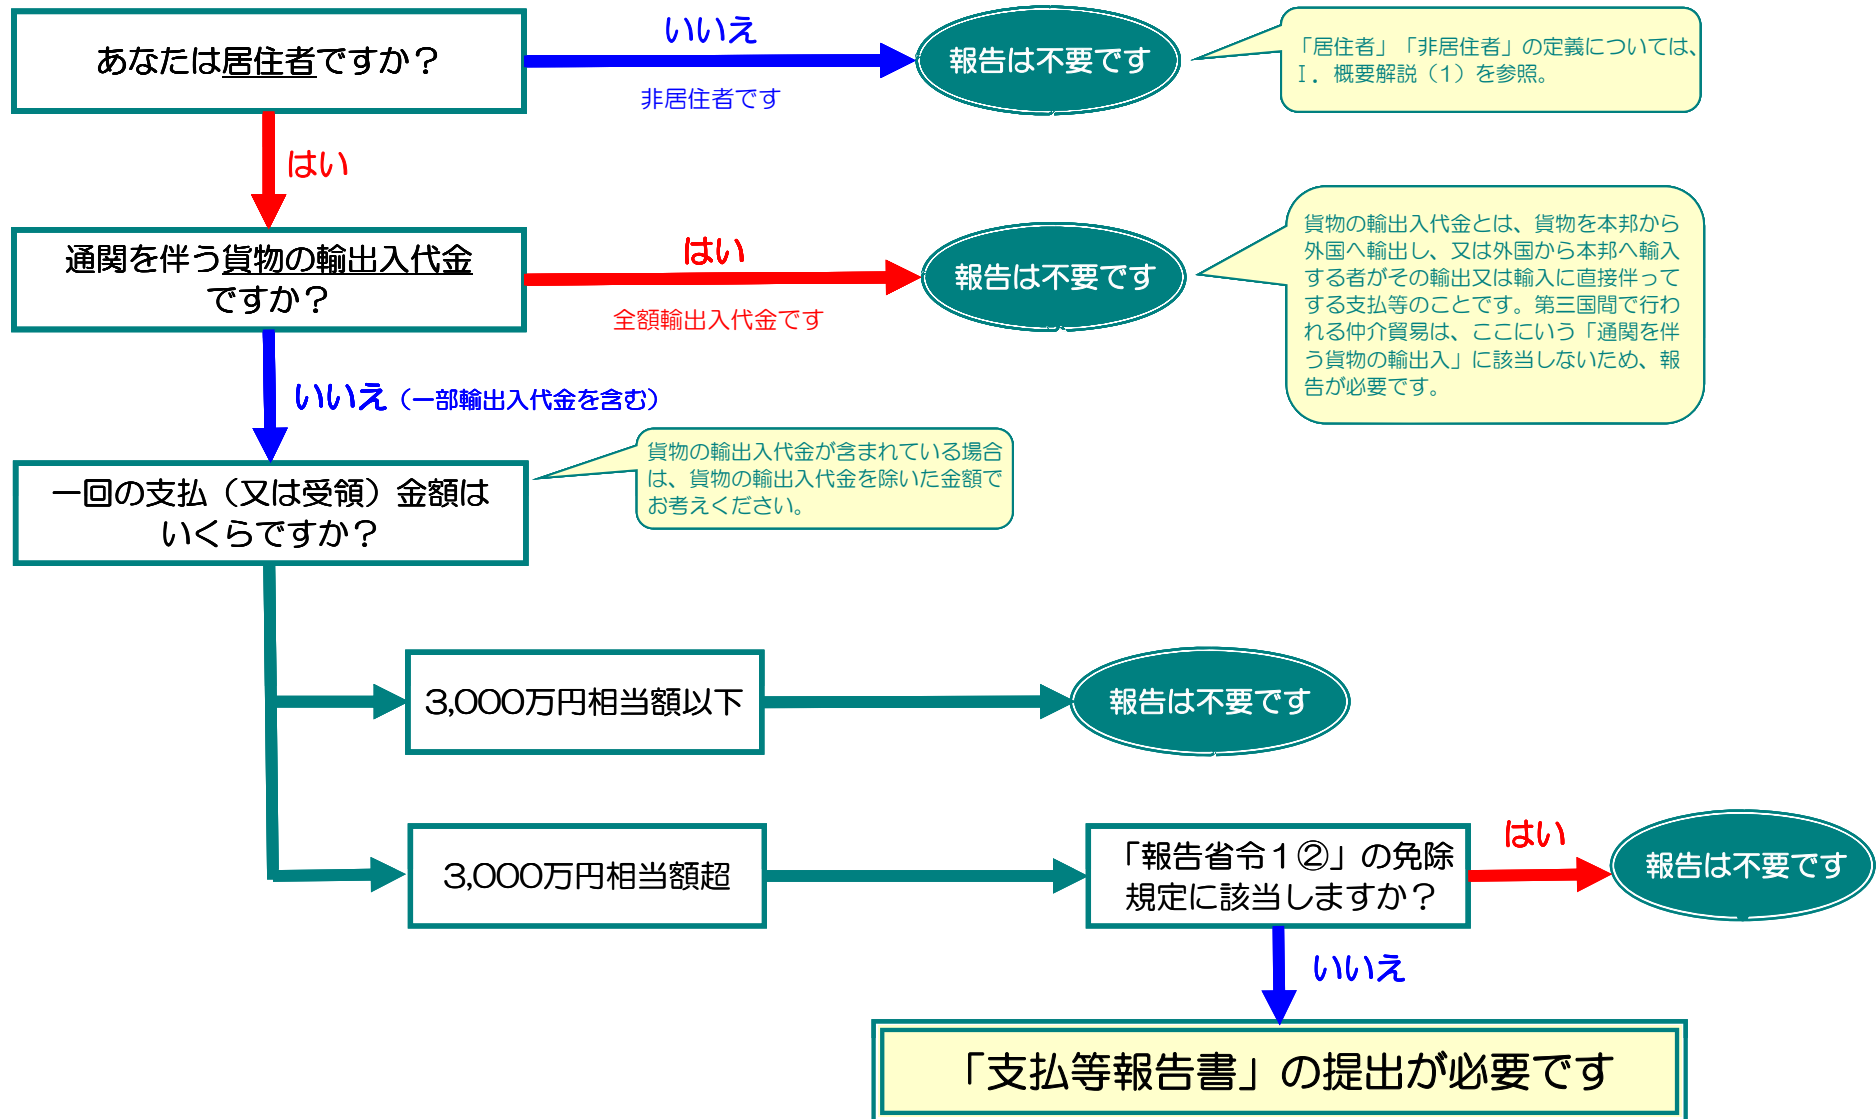 あなたは居住者ですか？
いいえ
非居住者です
報告は不要です
「居住者」「非居住者」の定義については、
Ⅰ．概要解説（1）を参照。
はい
通関を伴う貨物の輸出入代金
ですか？
はい
全額輸出入代金です
報告は不要です
貨物の輸出入代金とは、貨物を本邦から
外国へ輸出し、又は外国から本邦へ輸入
する者がその輸出又は輸入に直接伴って
する支払等のことです。第三国間で行わ
れる仲介貿易は、ここにいう「通関を伴
う貨物の輸出入」に該当しないため、報
告が必要です。
いいえ（一部輸出入代金を含む）
貨物の輸出入代金が含まれている場合
は、貨物の輸出入代金を除いた金額で
お考えください。
一回の支払（又は受領）金額は
いくらですか？
3,000万円相当額以下
報告は不要です
3,000万円相当額超
「報告省令１②」の免除
規定に該当しますか？
はい
報告は不要です
いいえ
「支払等報告書」の提出が必要です